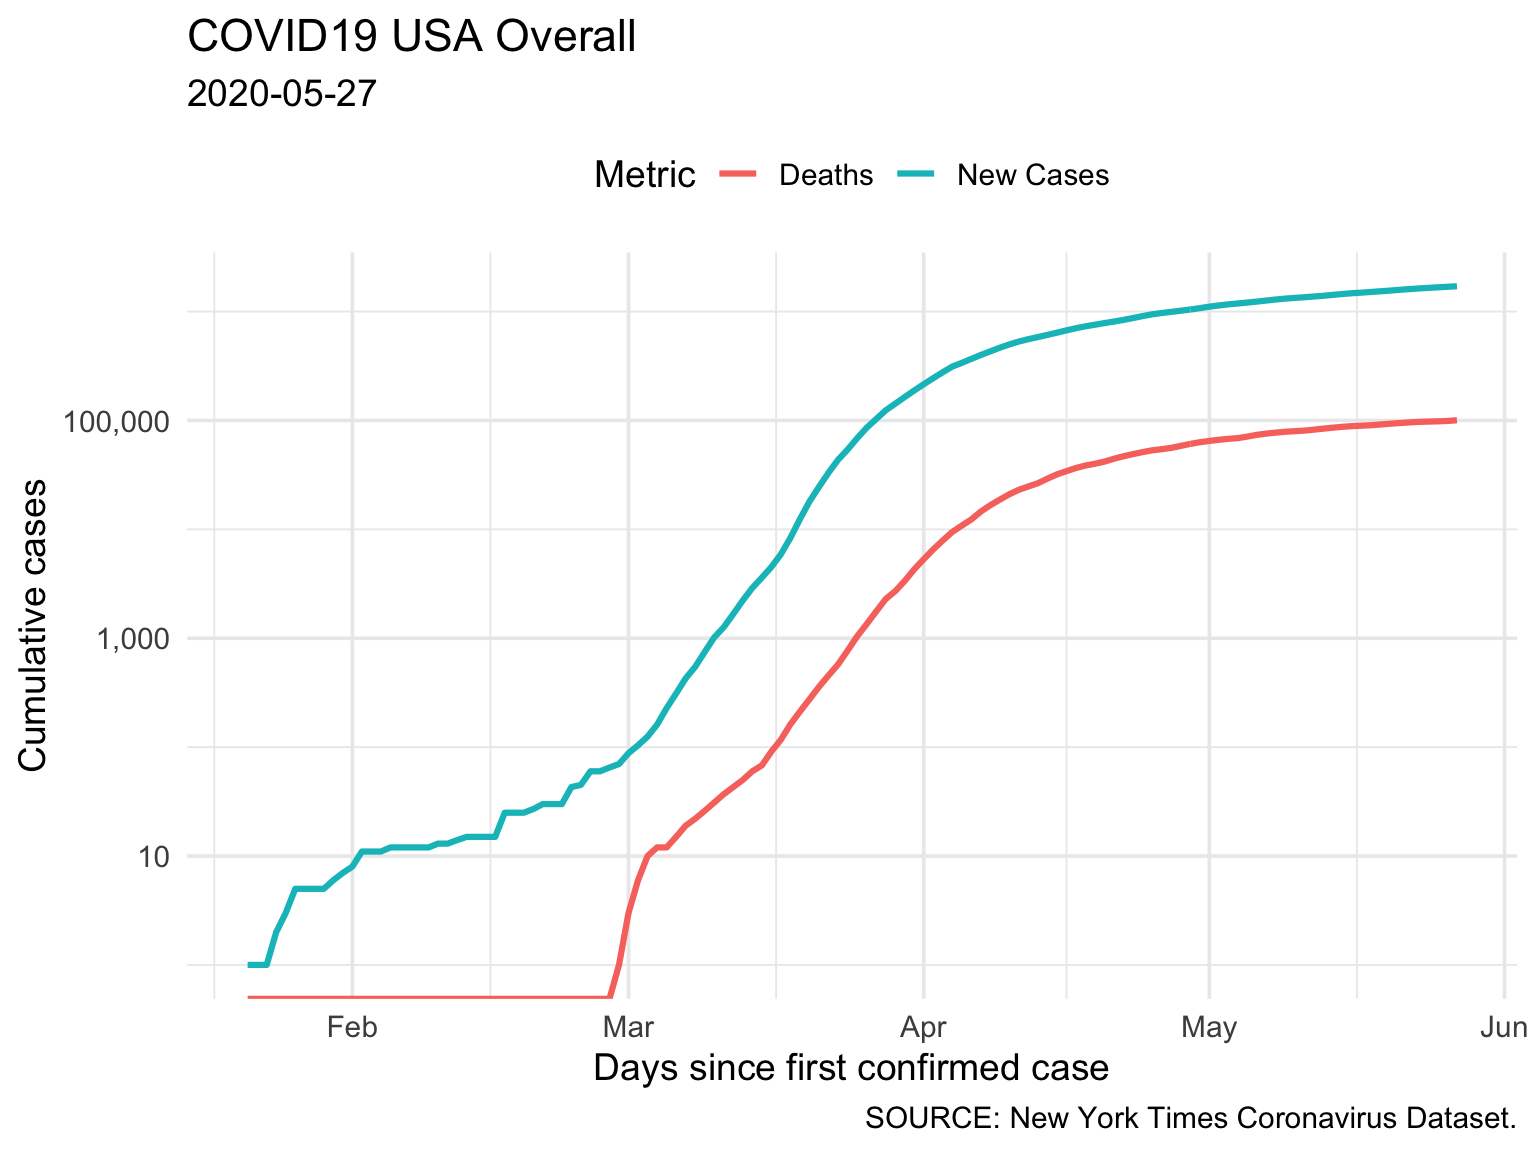 COVID19 USA Overall
2020-05-27
Metric Deaths New Cases
Cumulative cases
100,000
1,000
10
Feb Mar Apr May Jun
Days since first confirmed case
SOURCE: New York Times Coronavirus Dataset.